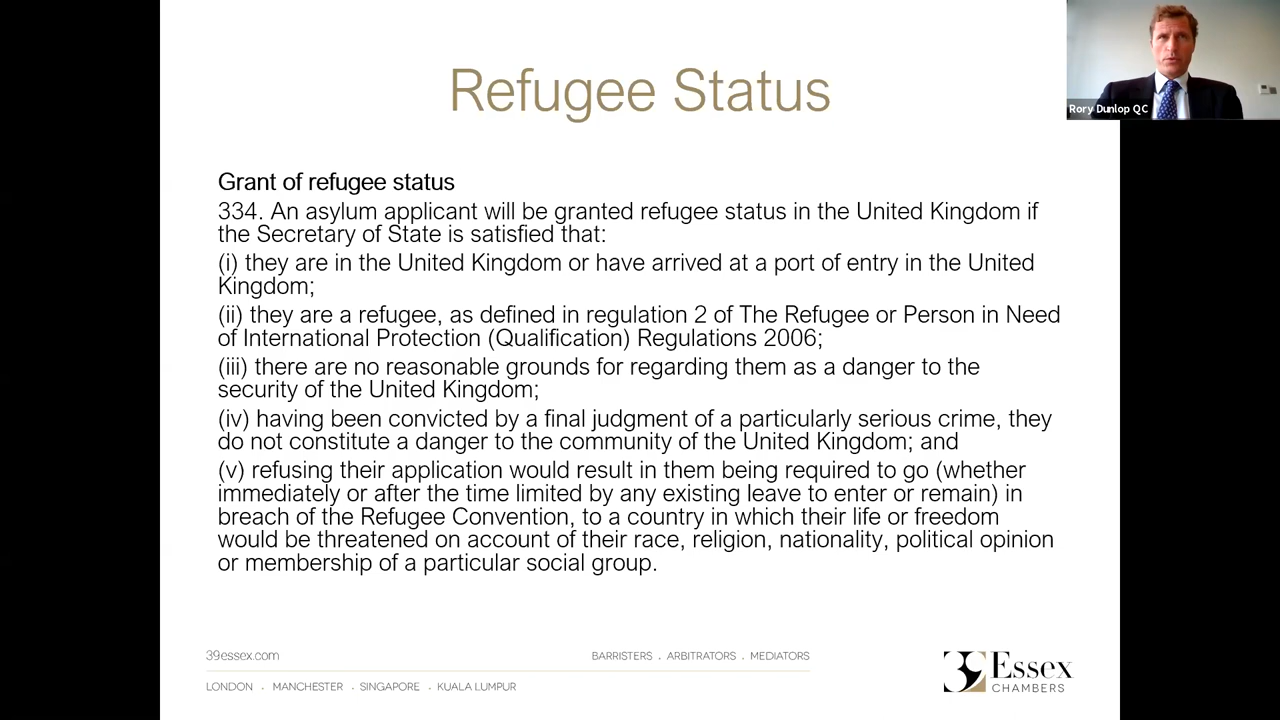 Refugee Status
Rory Dunlop QC
Grant of refugee status
334. An asylum applicant will be granted refugee status in the United Kingdom if
the Secretary of State is satisfied that:
(i) they are in the United Kingdom or have arrived at a port of entry in the United
Kingdom;
(ii) they are a refugee, as defined in regulation 2 of The Refugee or Person in Need
of International Protection (Qualification) Regulations 2006;
(iii) there are no reasonable grounds for regarding them as a danger to the
security of the United Kingdom;
(iv) having been convicted by a final judgment of a particularly serious crime, they
do not constitute a danger to the community of the United Kingdom; and
(v) refusing their application would result in them being required to go (whether
immediately or after the time limited by any existing leave to enter or remain) in
breach of the Refugee Convention, to a country in which their life or freedom
would be threatened on account of their race, religion, nationality, political opinion
or membership of a particular social group.
39essex.com
BARRISTERS . ARBITRATORS . MEDIATORS
LONDON . MANCHESTER . SINGAPORE . KUALA LUMPUR
39 Essex
CHAMBERS